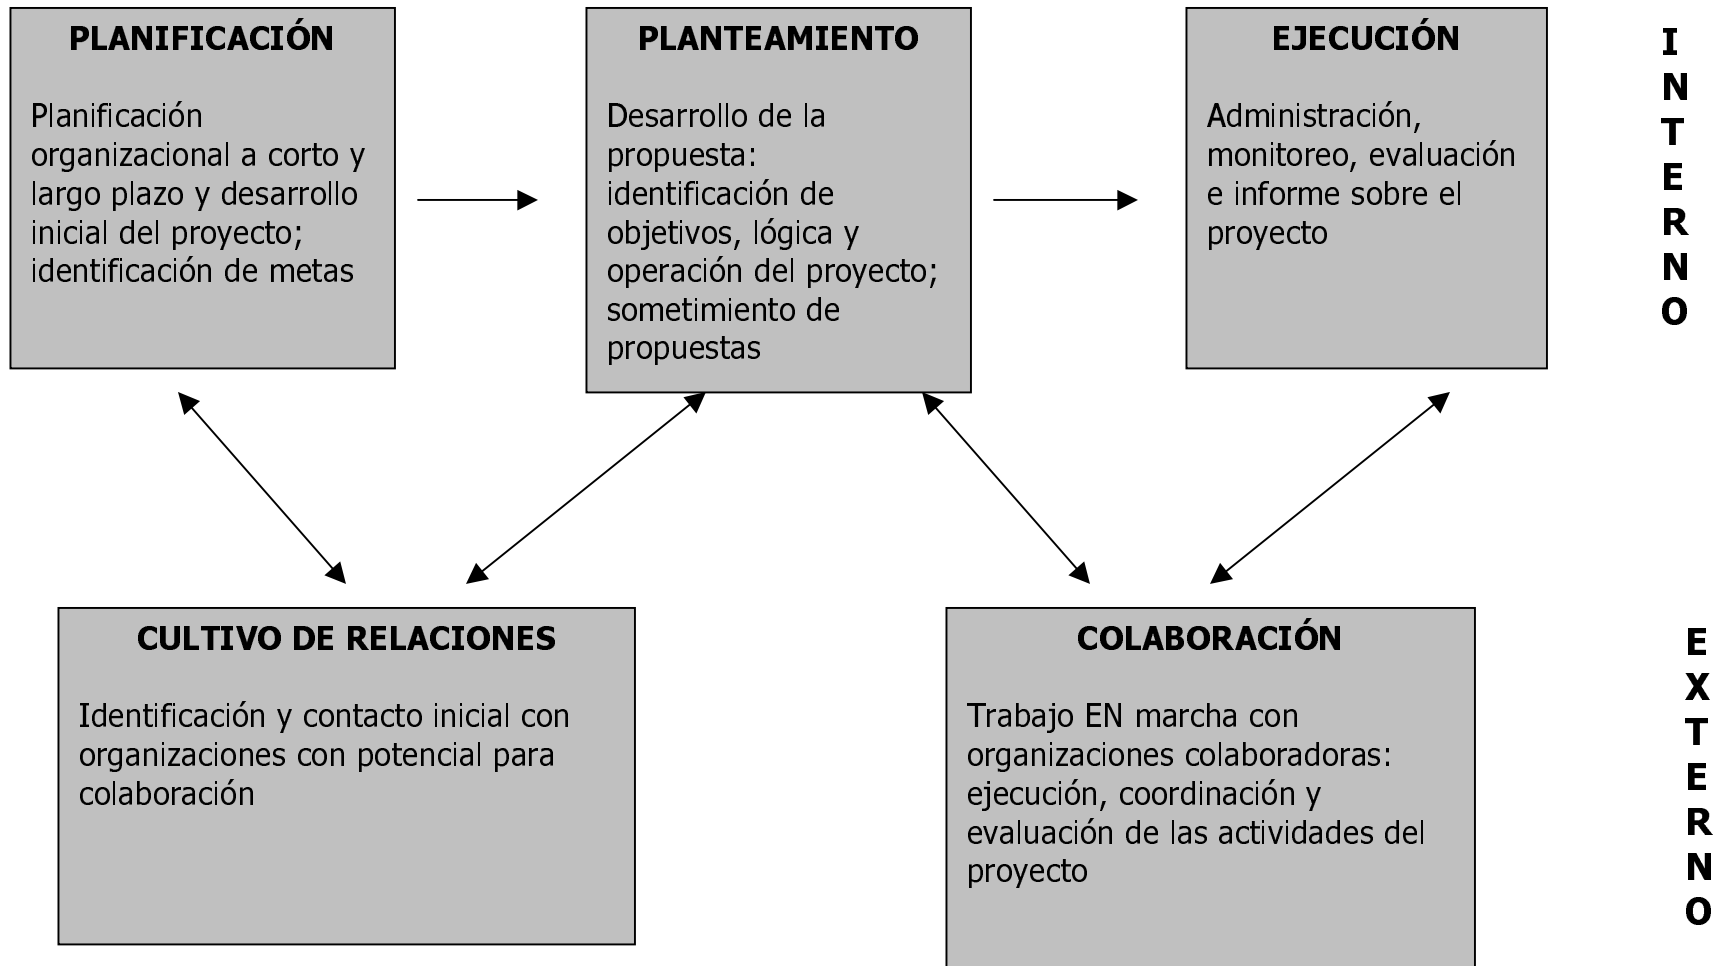 PLANIFICACIÓN
Planificación
organizacional a corto y
largo plazo y desarrollo
inicial del proyecto;
identificación de metas
PLANTEAMIENTO
Desarrollo de la
propuesta:
identificación de
objetivos, lógica y
operación del proyecto;
sometimiento de
propuestas
EJECUCIÓN
Administración,
monitoreo, evaluación
e informe sobre el
proyecto
INTERNO
CULTIVO DE RELACIONES
Identificación y contacto inicial con
organizaciones con potencial para
colaboración
COLABORACIÓN
Trabajo EN marcha con
organizaciones colaboradoras:
ejecución, coordinación y
evaluación de las actividades del
proyecto
EXTERNO